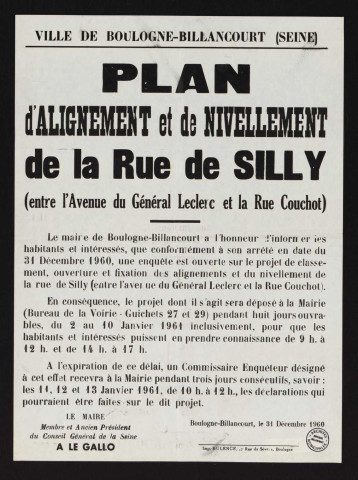 VILLE DE BOULOGNE-BILLANCOURT (SEINE)
PLAN
d'ALIGNEMENT et de NIVELLEMENT
de la Rue de SILLY
(entre l'Avenue du Général Leclerc et la Rue Couchot)
Le maire de Boulogne-Billancourt a l'honneur d'informer les
habitants et intéressés, que conformément à son arrêté en date du
31 Décembre 1960, une enquête est ouverte sur le projet de classe-
ment, ouverture et fixation des alignements et du nivellement de
la rue de Silly (entre l'avenue du Général Leclerc et la Rue Couchot).
En conséquence, le projet dont il s'agit sera déposé à la Mairie
(Bureau de la Voirie - Guichets 27 et 29) pendant huit jours ouvra-
bles, du 2 au 10 Janvier 1961 inclusivement, pour que les
habitants et intéressés puissent en prendre connaissance de 9 h. à
12 h. et de 14 h. à 17 h.
A l'expiration de ce délai, un Commissaire Enquêteur désigné
à cet effet recevra à la Mairie pendant trois jours consécutifs, savoir :
les 11, 12 et 13 Janvier 1961, de 10 h. à 12 h., les déclarations qui
pourraient être faites sur le dit projet.
LE MAIRE
Membre et Ancien Président
du Conseil Général de la Seine
A LE GALLO
Boulogne-Billancourt, le 31 Décembre 1960